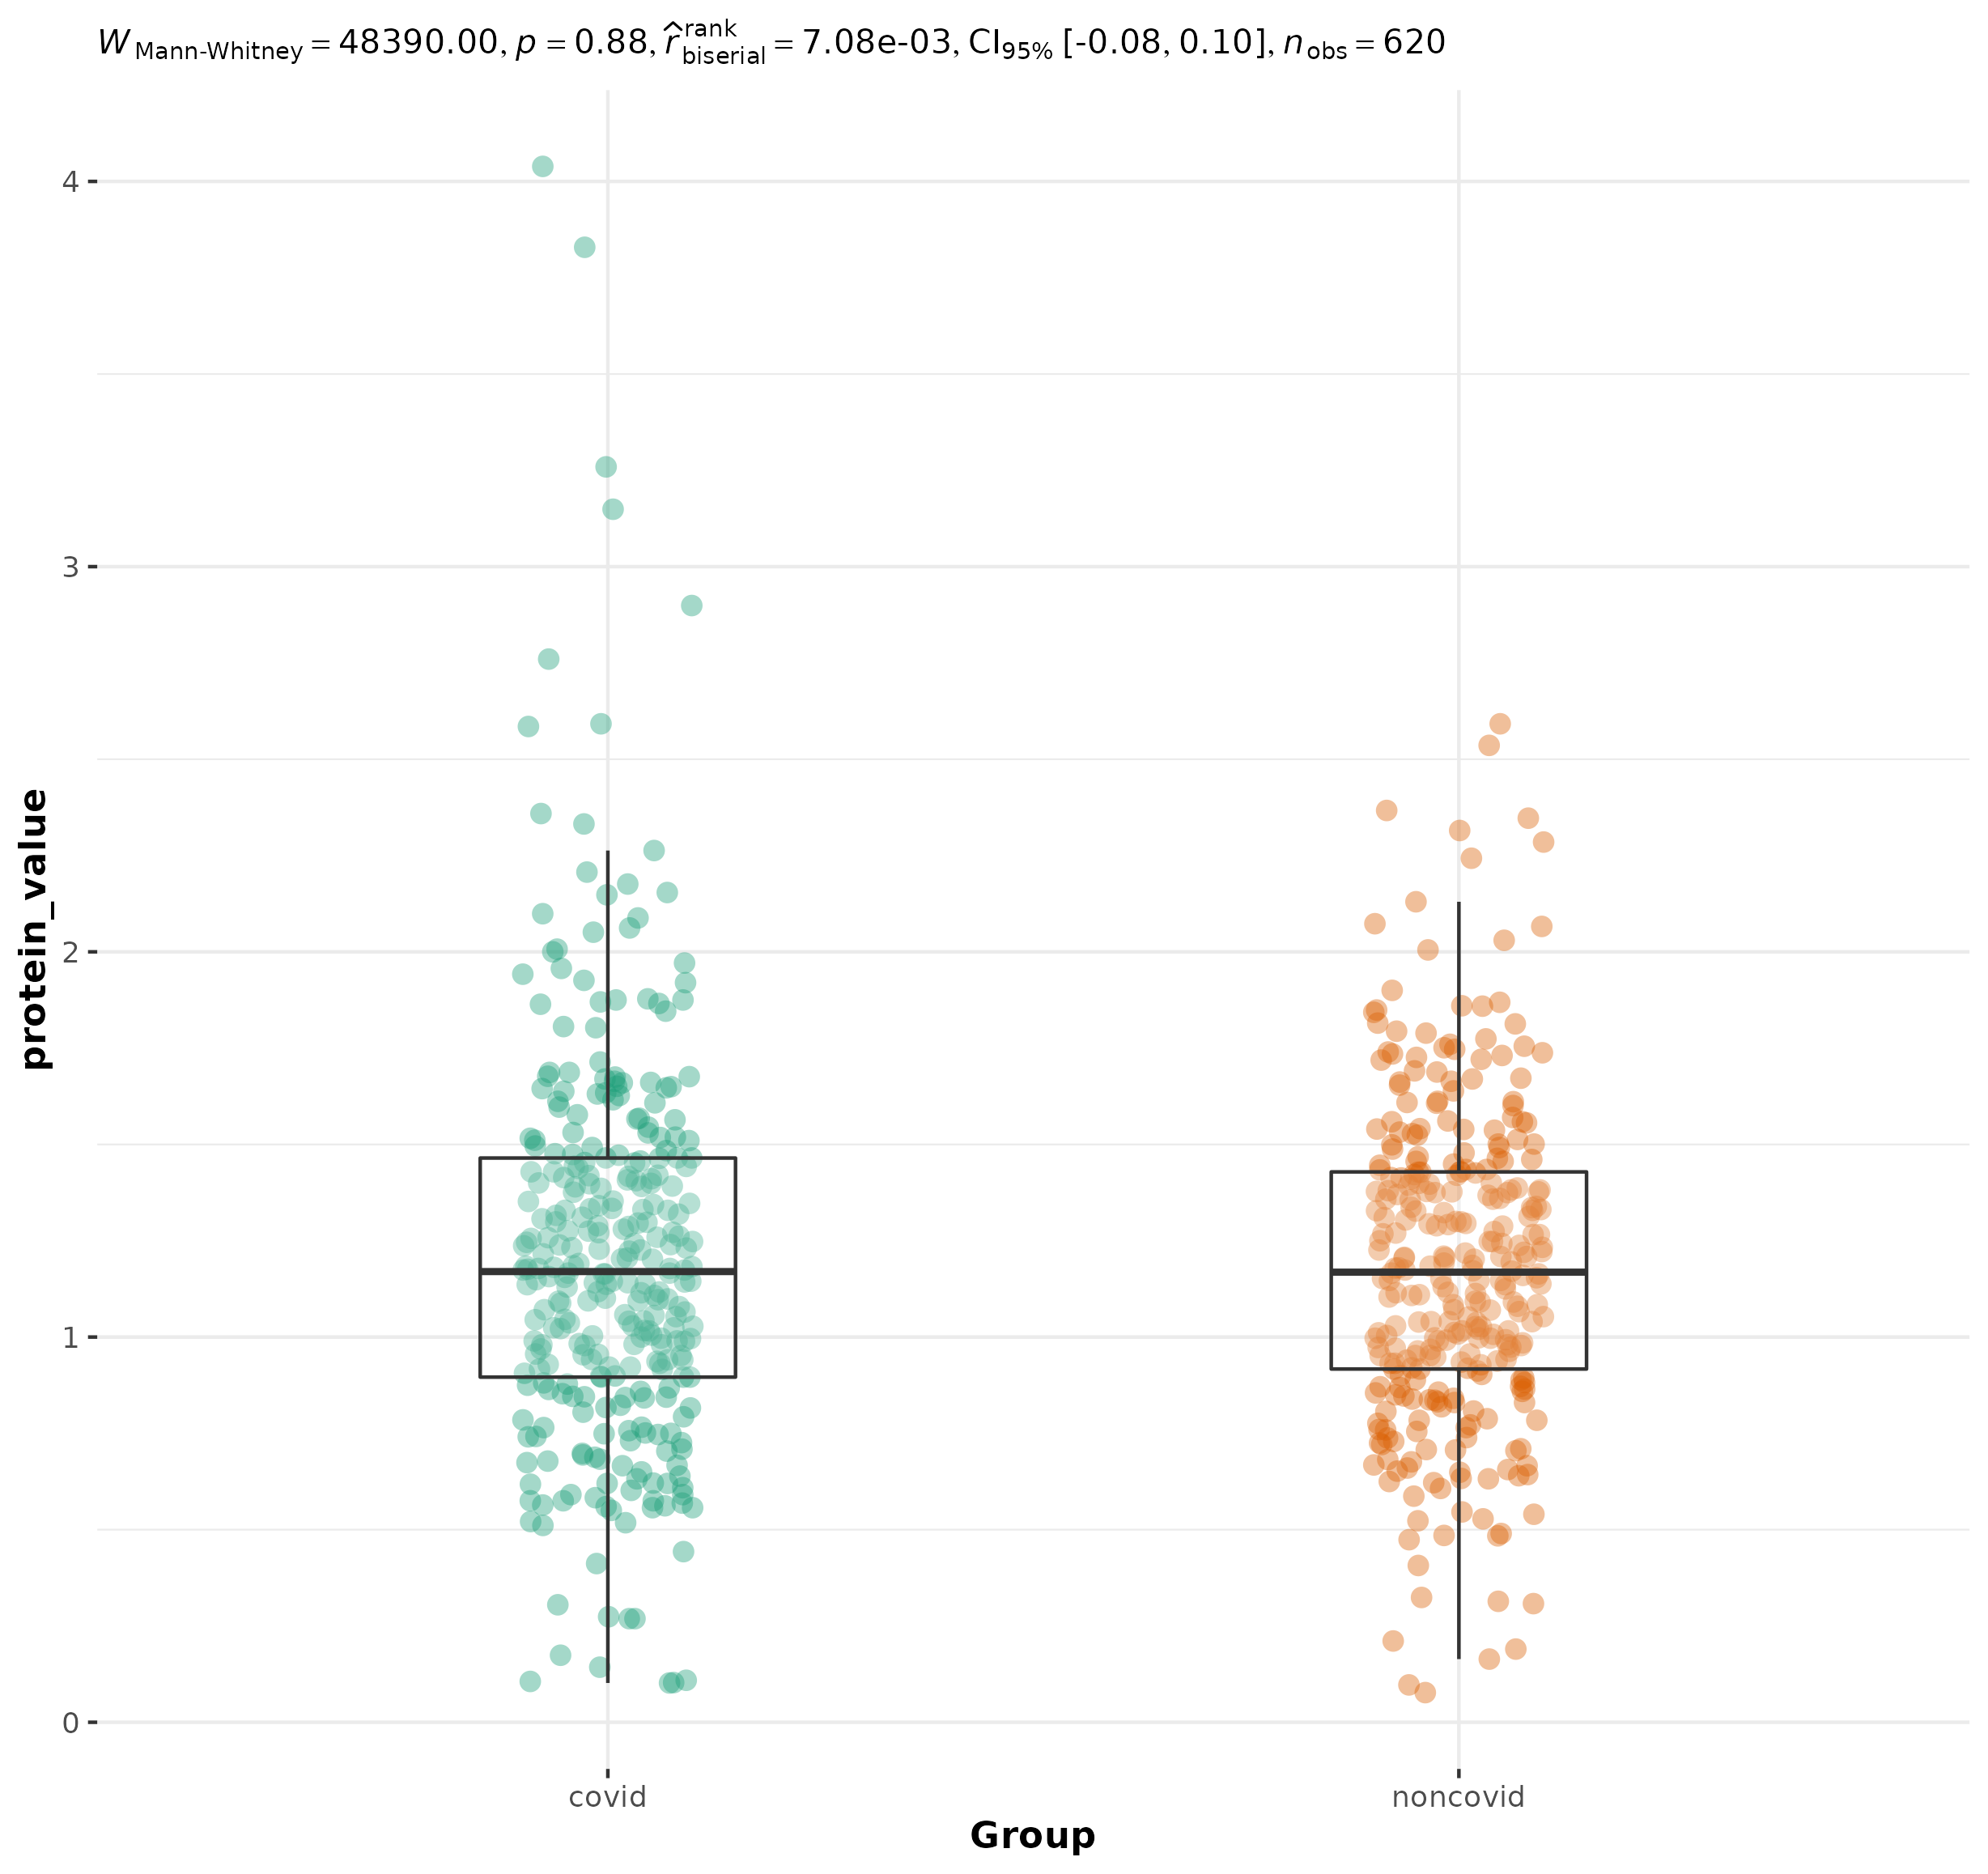 W Mann-Whitney = 48390.00, p = 0.88, r̂ rank biserial = 7.08e-03, CI95% [-0.08, 0.10], nobs = 620
4
3
2
1
0
protein_value
covid noncovid
Group